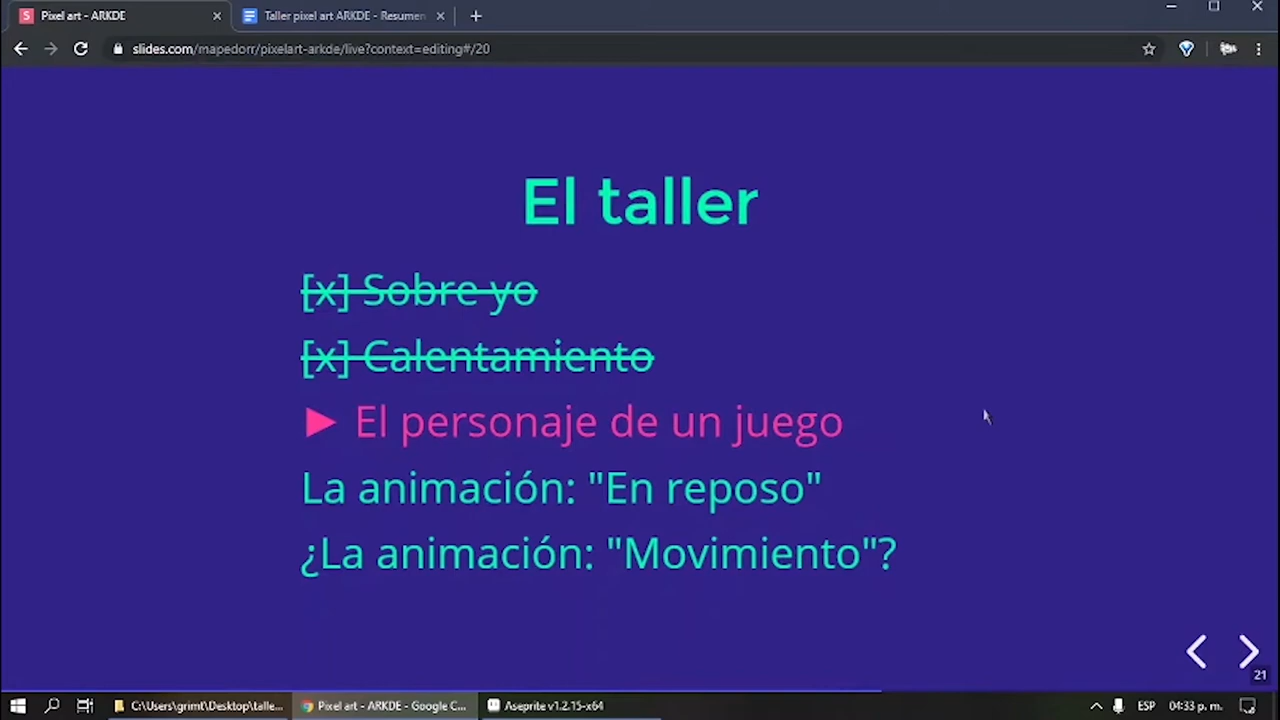 Pixel art - ARKDE
Taller pixel art ARKDE - Resumen
slides.com/mapedorr/pixelart-arkde/live?context=editing#/20
El taller
[x] Sobre yo
[x] Calentamiento
► El personaje de un juego
La animación: "En reposo"
¿La animación: "Movimiento"?
21
C:\Users\grimt\Desktop\talle...
Pixel art - ARKDE - Google C...
Aseprite v1.2.15-x64
ESP
04:33 p. m.